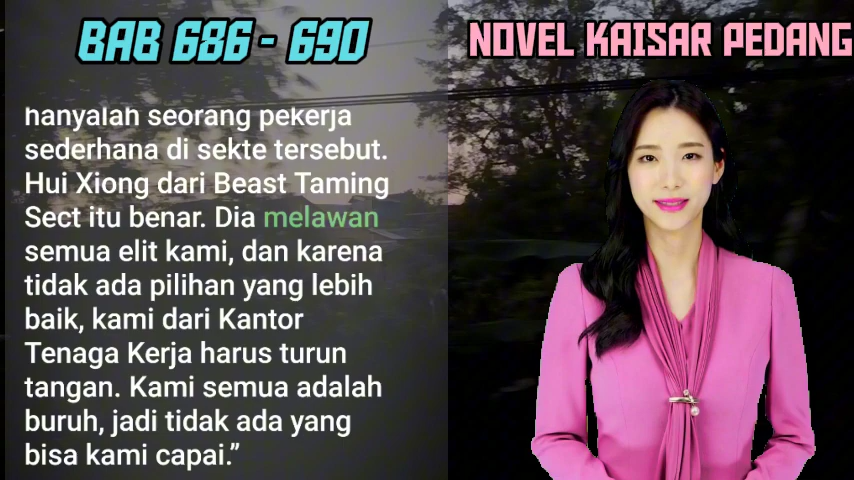 BAB 686 - 690
NOVEL KAISAR PEDANG
hanyalah seorang pekerja
sederhana di sekte tersebut.
Hui Xiong dari Beast Taming
Sect itu benar. Dia melawan
semua elit kami, dan karena
tidak ada pilihan yang lebih
baik, kami dari Kantor
Tenaga Kerja harus turun
tangan. Kami semua adalah
buruh, jadi tidak ada yang
bisa kami capai.”